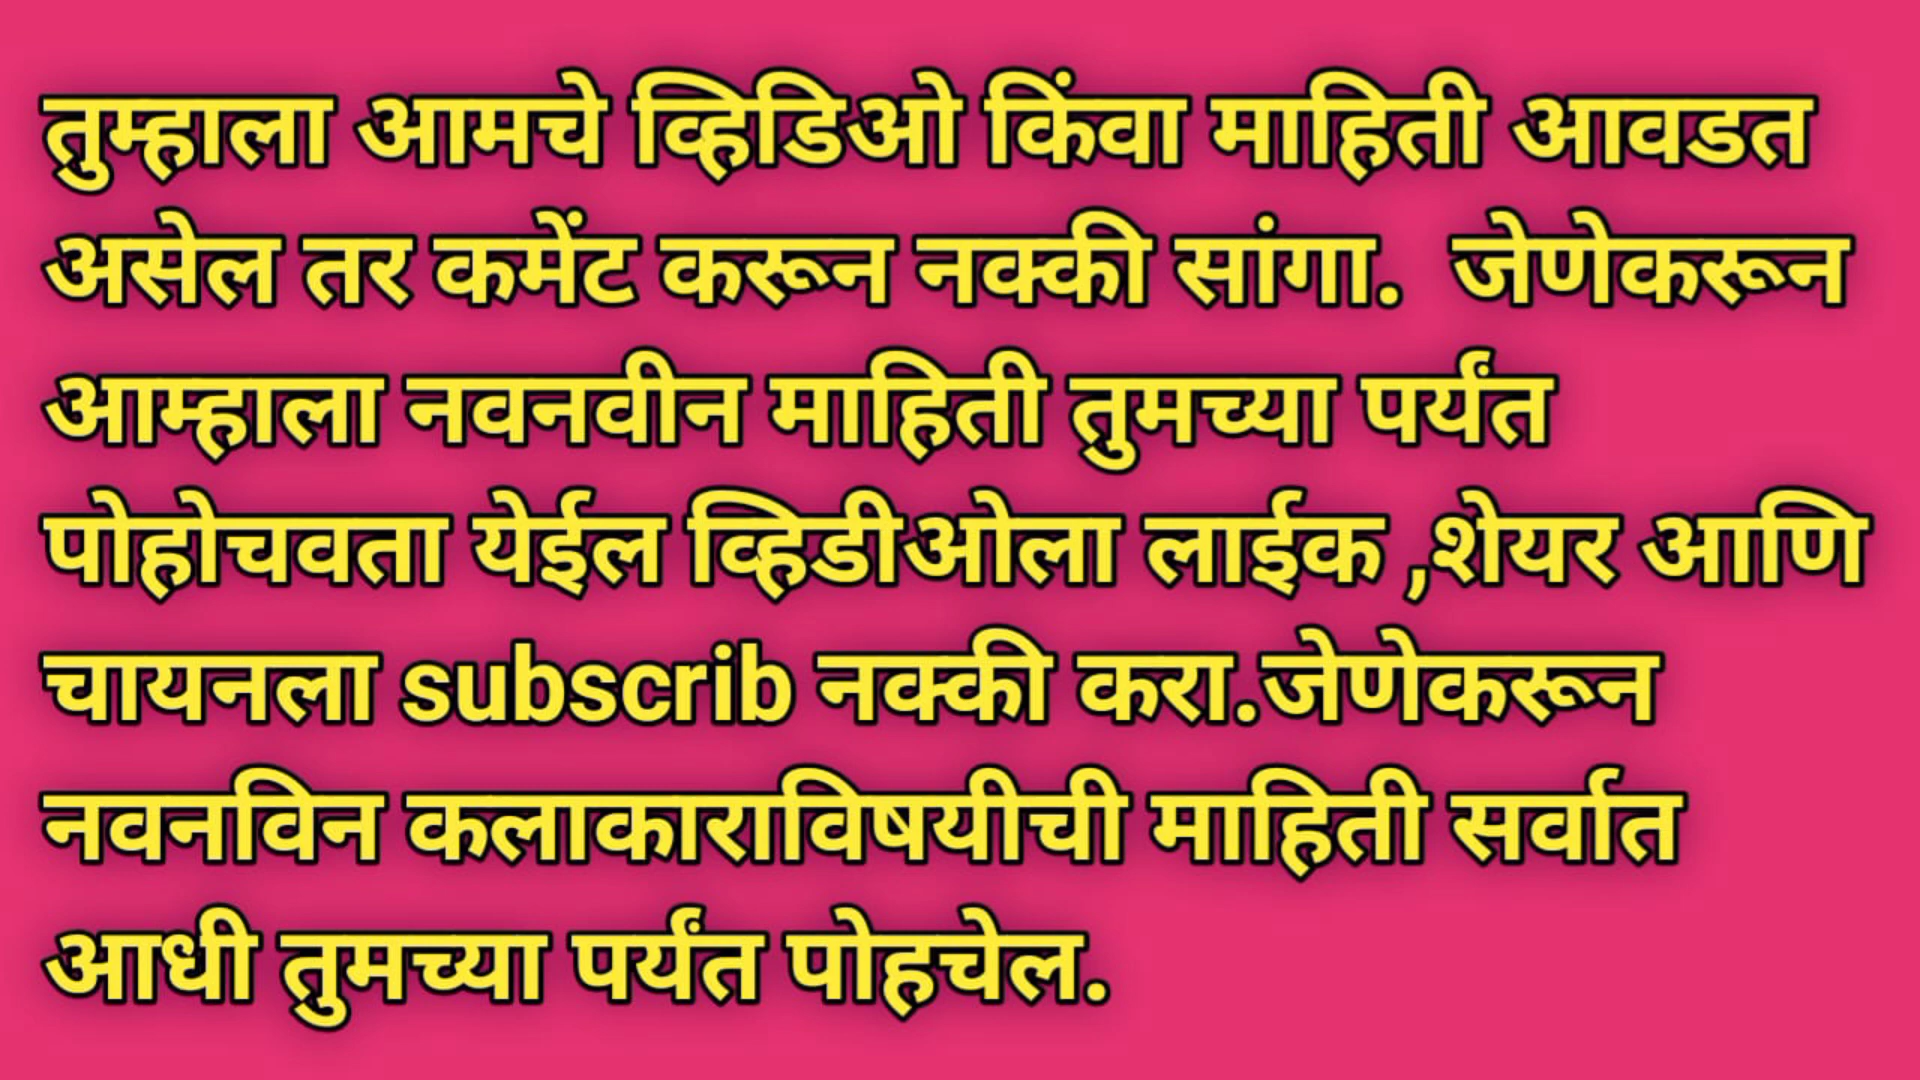 तुम्हाला आमचे व्हिडिओ किंवा माहिती आवडत
असेल तर कमेंट करून नक्की सांगा.  जेणेकरून
आम्हाला नवनवीन माहिती तुमच्या पर्यंत
पोहोचवता येईल व्हिडीओला लाईक ,शेयर आणि
चायनला subscrib नक्की करा.जेणेकरून
नवनविन कलाकाराविषयीची माहिती सर्वात
आधी तुमच्या पर्यंत पोहचेल.